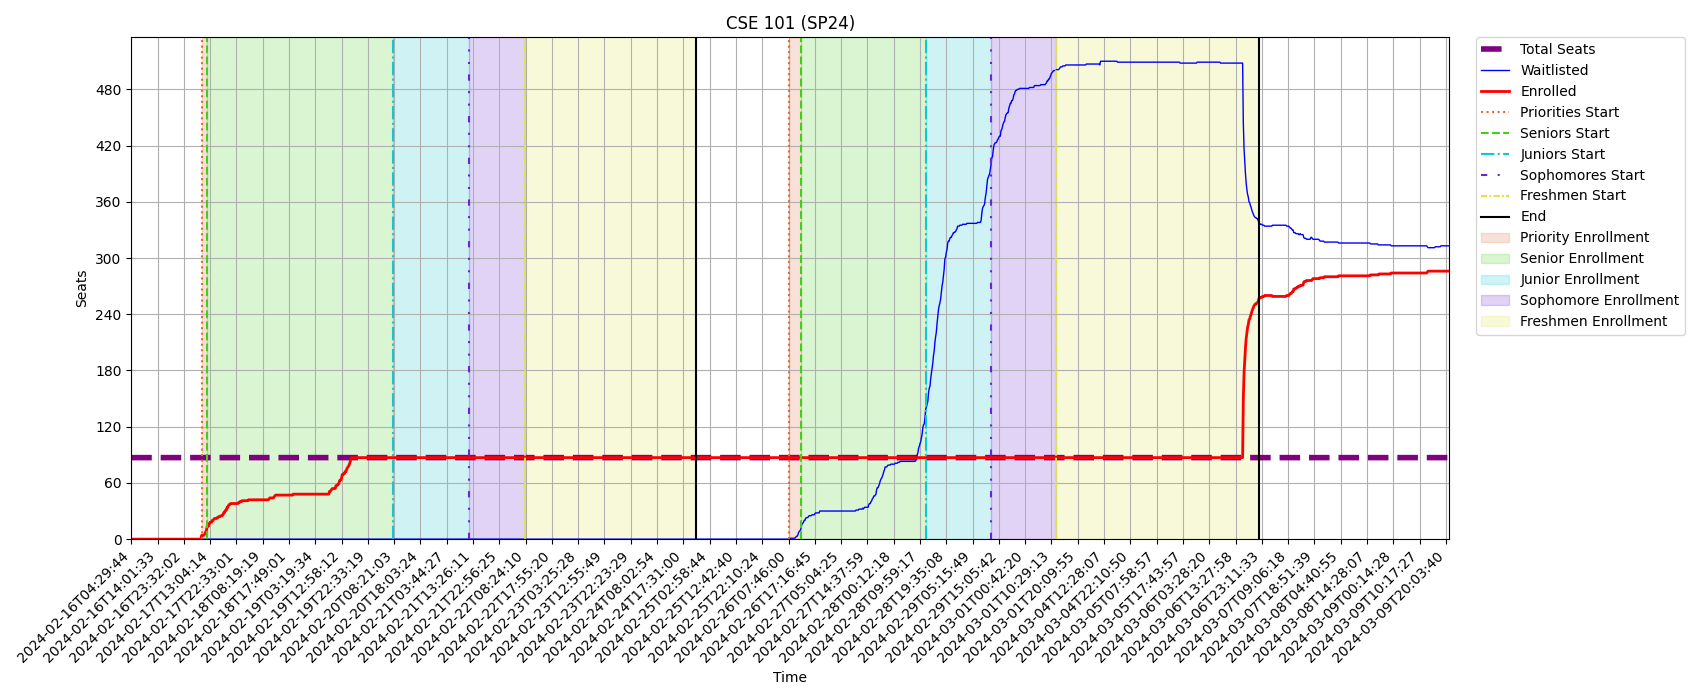 CSE 101 (SP24)
Seats
480
420
360
300
240
180
120
60
0
2024-02-16T04:29:44
2024-02-16T14:01:33
2024-02-16T23:32:02
2024-02-17T13:04:14
2024-02-17T22:33:01
2024-02-18T08:19:19
2024-02-18T17:49:01
2024-02-19T03:19:34
2024-02-19T12:58:12
2024-02-19T22:33:19
2024-02-20T08:21:03
2024-02-20T18:03:24
2024-02-21T03:44:27
2024-02-21T13:26:11
2024-02-21T22:56:25
2024-02-22T08:24:10
2024-02-22T17:55:20
2024-02-23T03:25:28
2024-02-23T12:55:49
2024-02-23T22:23:29
2024-02-24T08:02:54
2024-02-24T17:31:00
2024-02-25T02:58:44
2024-02-25T12:42:40
2024-02-25T22:10:24
2024-02-26T07:46:00
2024-02-26T17:16:45
2024-02-27T05:04:25
2024-02-27T14:37:59
2024-02-28T00:12:18
2024-02-28T09:59:17
2024-02-28T19:35:08
2024-02-29T05:15:49
2024-02-29T15:05:42
2024-03-01T00:42:20
2024-03-01T10:29:13
2024-03-01T20:09:55
2024-03-04T12:28:07
2024-03-04T22:10:50
2024-03-05T07:58:57
2024-03-05T17:43:57
2024-03-06T03:28:20
2024-03-06T13:27:58
2024-03-06T23:11:33
2024-03-07T09:06:18
2024-03-07T18:51:39
2024-03-08T04:40:55
2024-03-08T14:28:07
2024-03-09T00:14:28
2024-03-09T10:17:27
2024-03-09T20:03:40
Time
Total Seats
Waitlisted
Enrolled
Priorities Start
Seniors Start
Juniors Start
Sophomores Start
Freshmen Start
End
Priority Enrollment
Senior Enrollment
Junior Enrollment
Sophomore Enrollment
Freshmen Enrollment